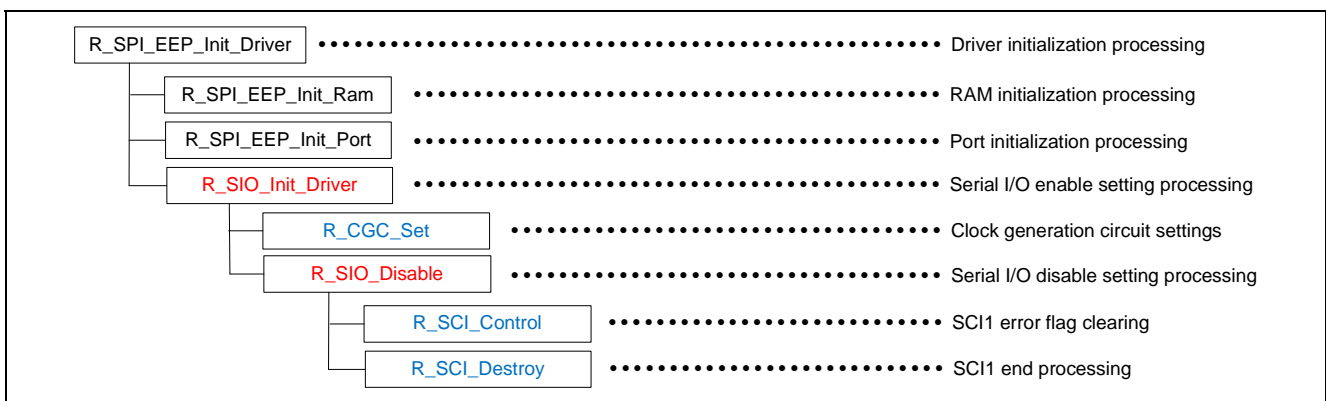 R_SPI_EEP_Init_Driver Driver initialization processing
R_SPI_EEP_Init_Ram RAM initialization processing
R_SPI_EEP_Init_Port Port initialization processing
R_SIO_Init_Driver Serial I/O enable setting processing
R_CGC_Set Clock generation circuit settings
R_SIO_Disable Serial I/O disable setting processing
R_SCI_Control SCI1 error flag clearing
R_SCI_Destroy SCI1 end processing